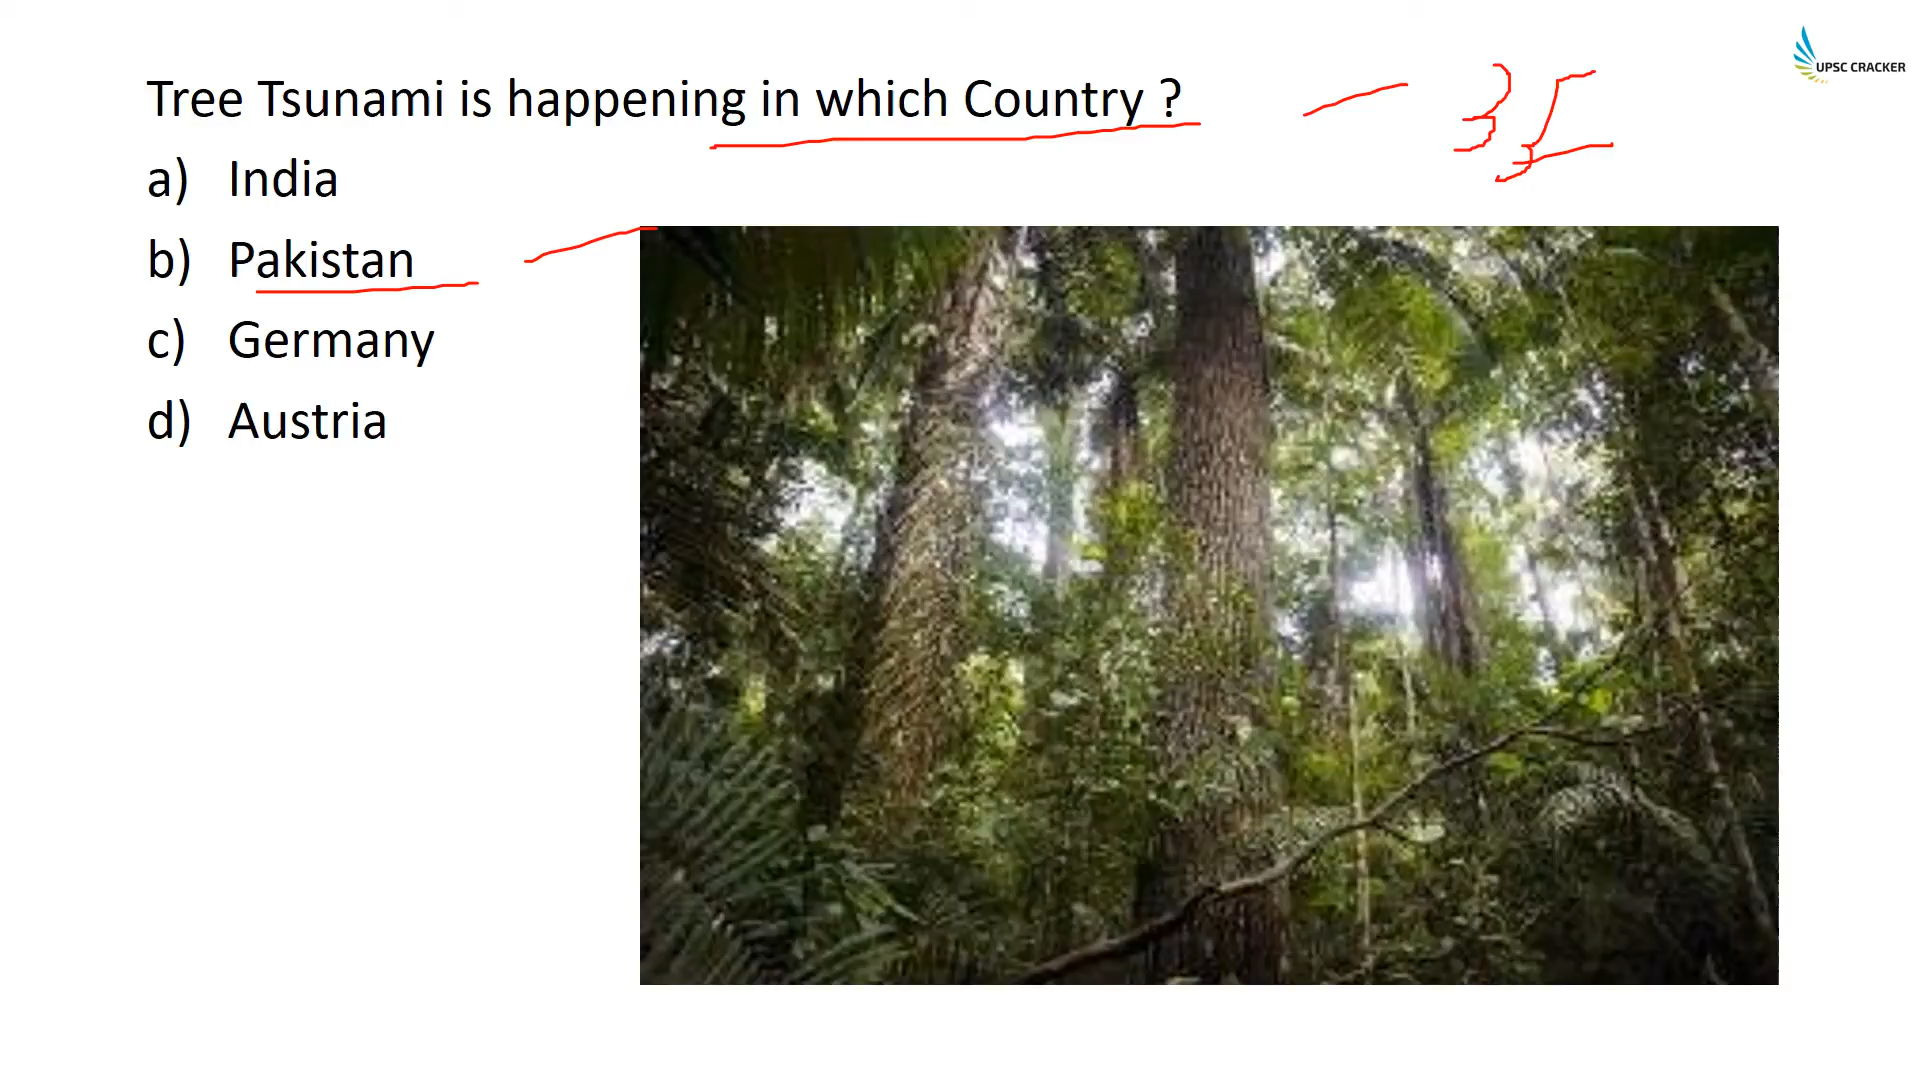 UPSC CRACKER
Tree Tsunami is happening in which Country ?
a) India
b) Pakistan
c) Germany
d) Austria